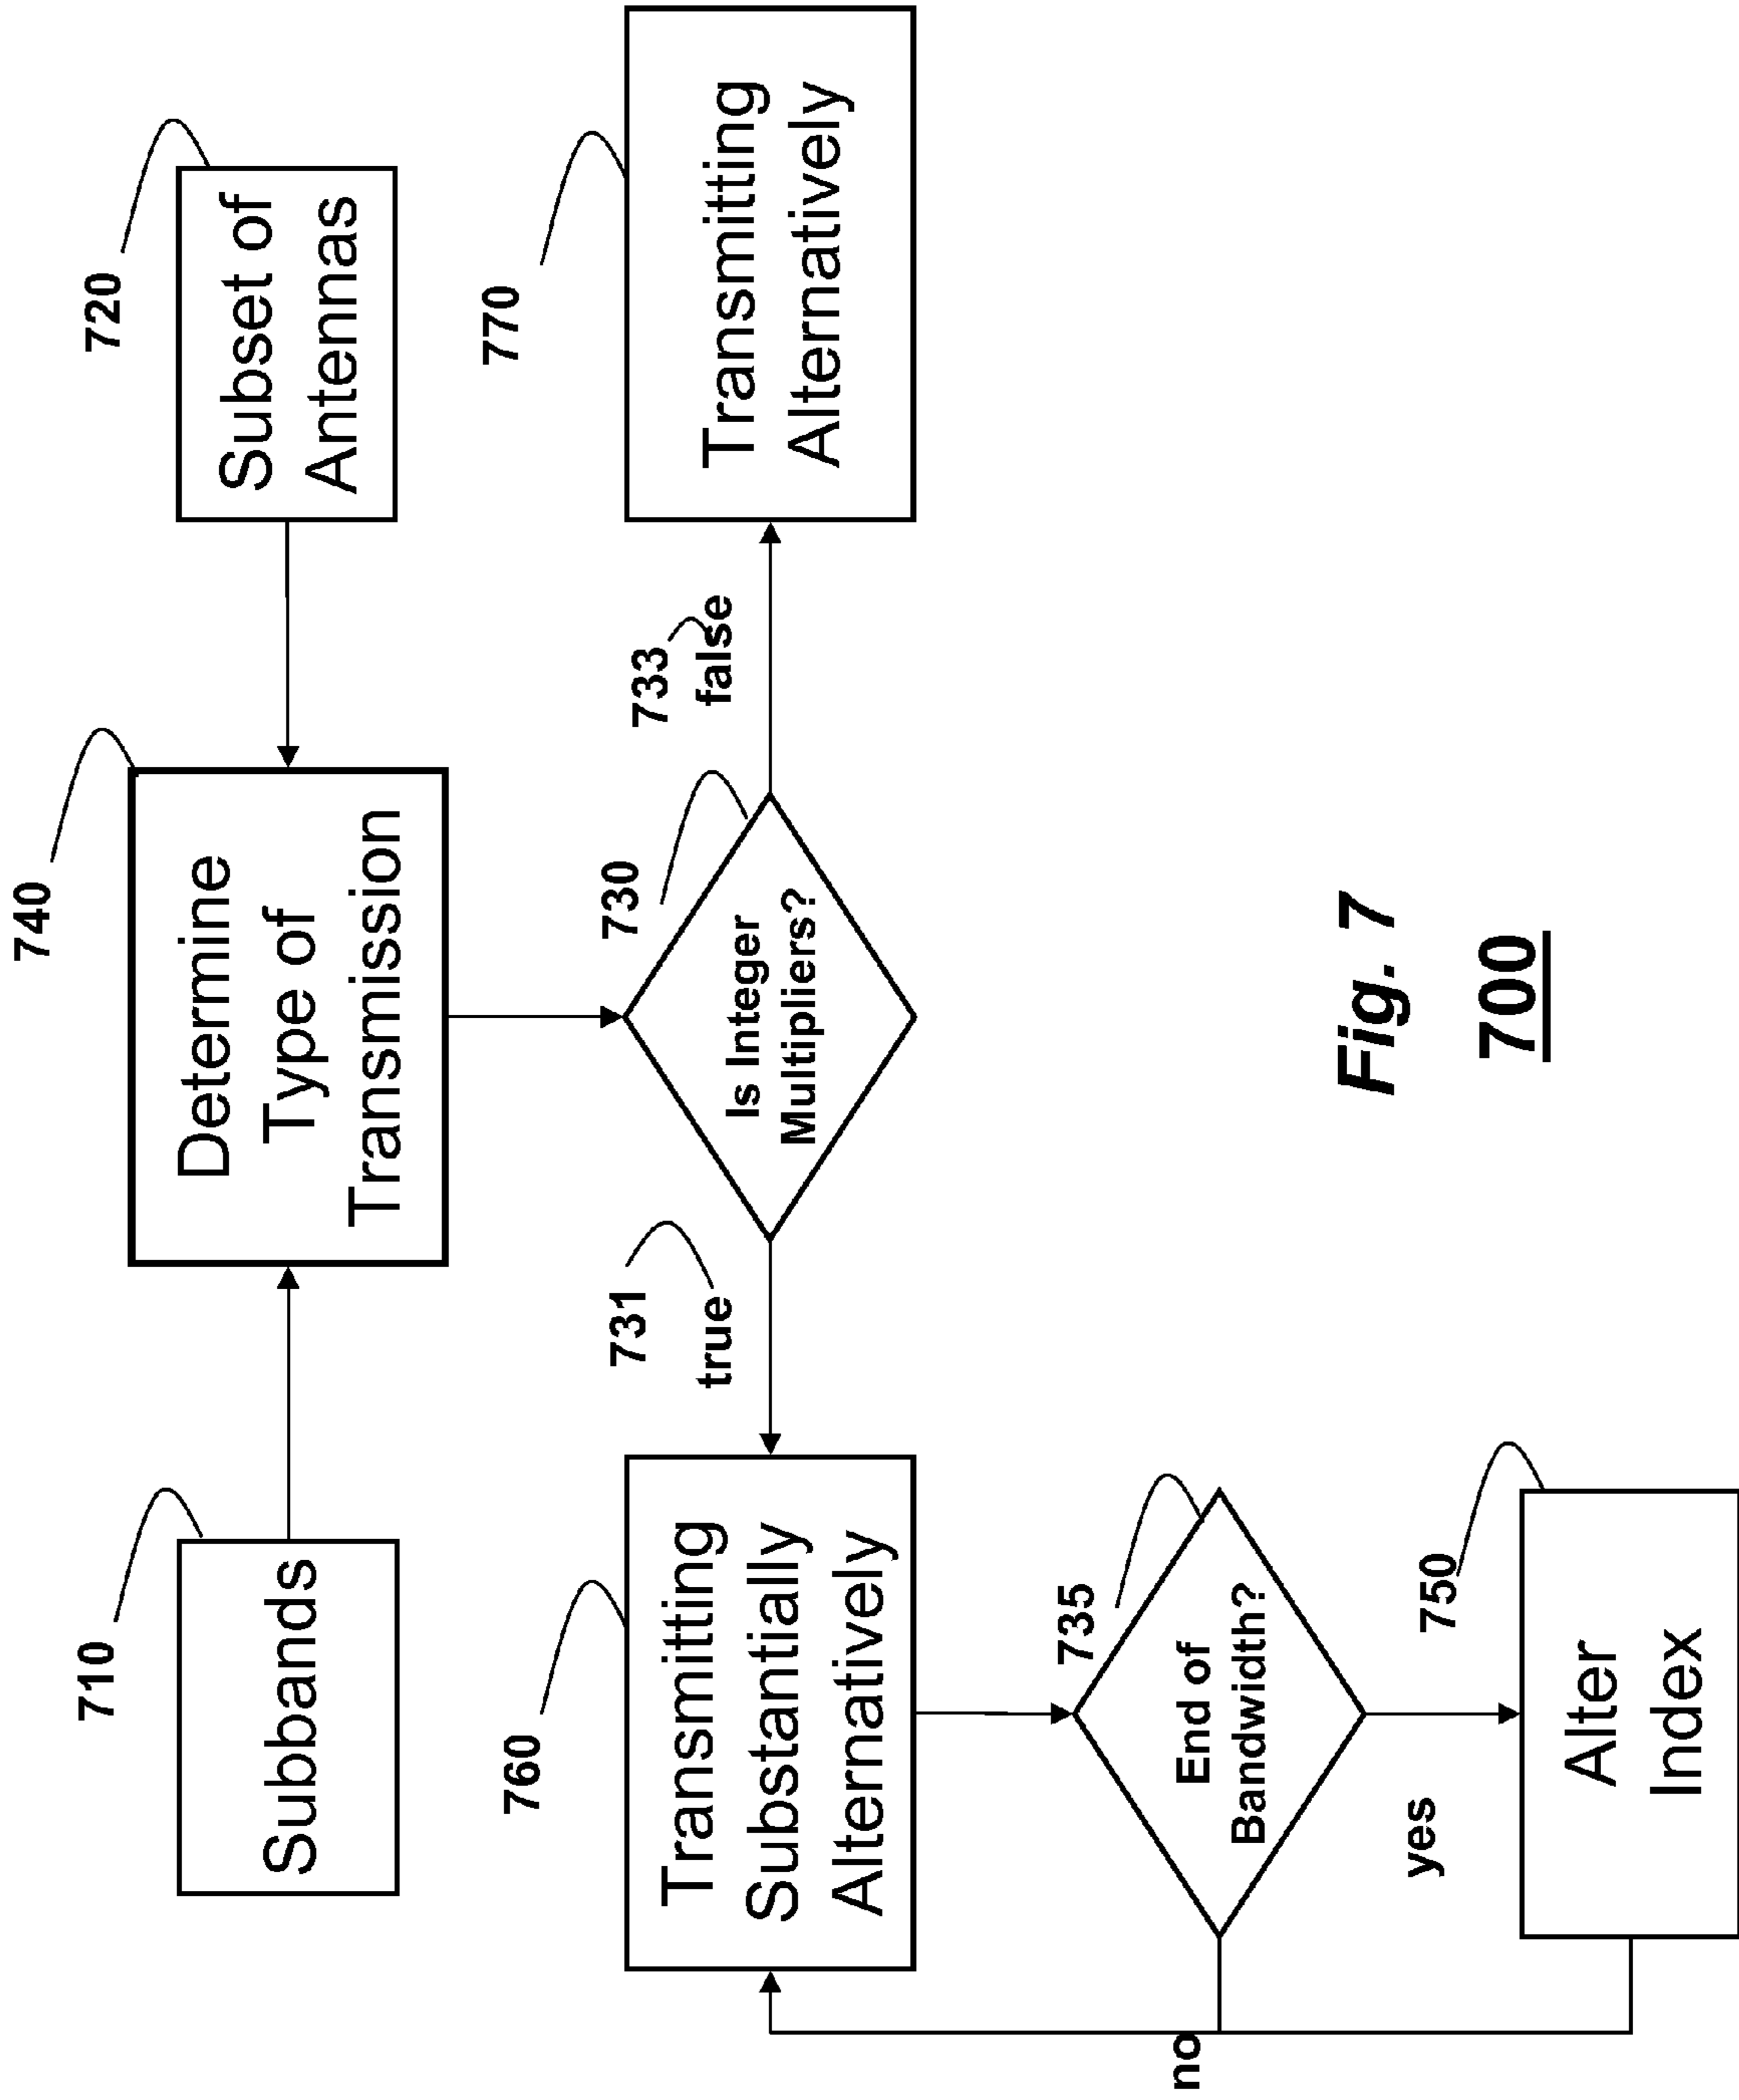 740
710
720
Subbands
Determine
Type of
Transmission
Subset of
Antennas
760
731
true
730
733
false
770
Transmitting
Substantially
Alternatively
Is Integer
Multipliers?
Transmitting
Alternatively
735
End of
Bandwidth?
no
yes
750
Alter
Index
Fig. 7
700